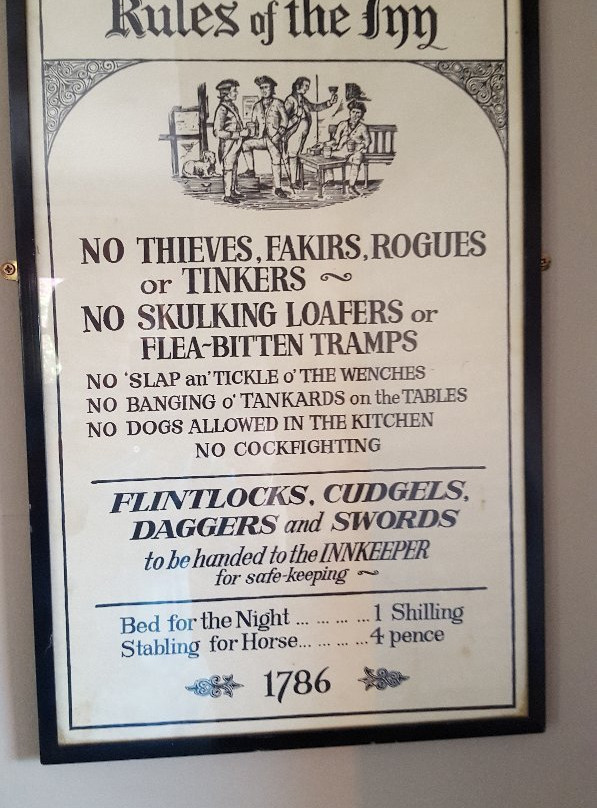 Rules of the Inn
NO THIEVES, FAKIRS, ROGUES
or TINKERS ~
NO SKULKING LOAFERS or
FLEA-BITTEN TRAMPS
NO 'SLAP an' TICKLE o' THE WENCHES
NO BANGING o' TANKARDS on the TABLES
NO DOGS ALLOWED IN THE KITCHEN
NO COCKFIGHTING
FLINTLOCKS, CUDGELS,
DAGGERS and SWORDS
to be handed to the INNKEEPER
for safe-keeping ~
Bed for the Night ... ... ... ... 1 Shilling
Stabling for Horse... ... ... ... 4 pence
1786